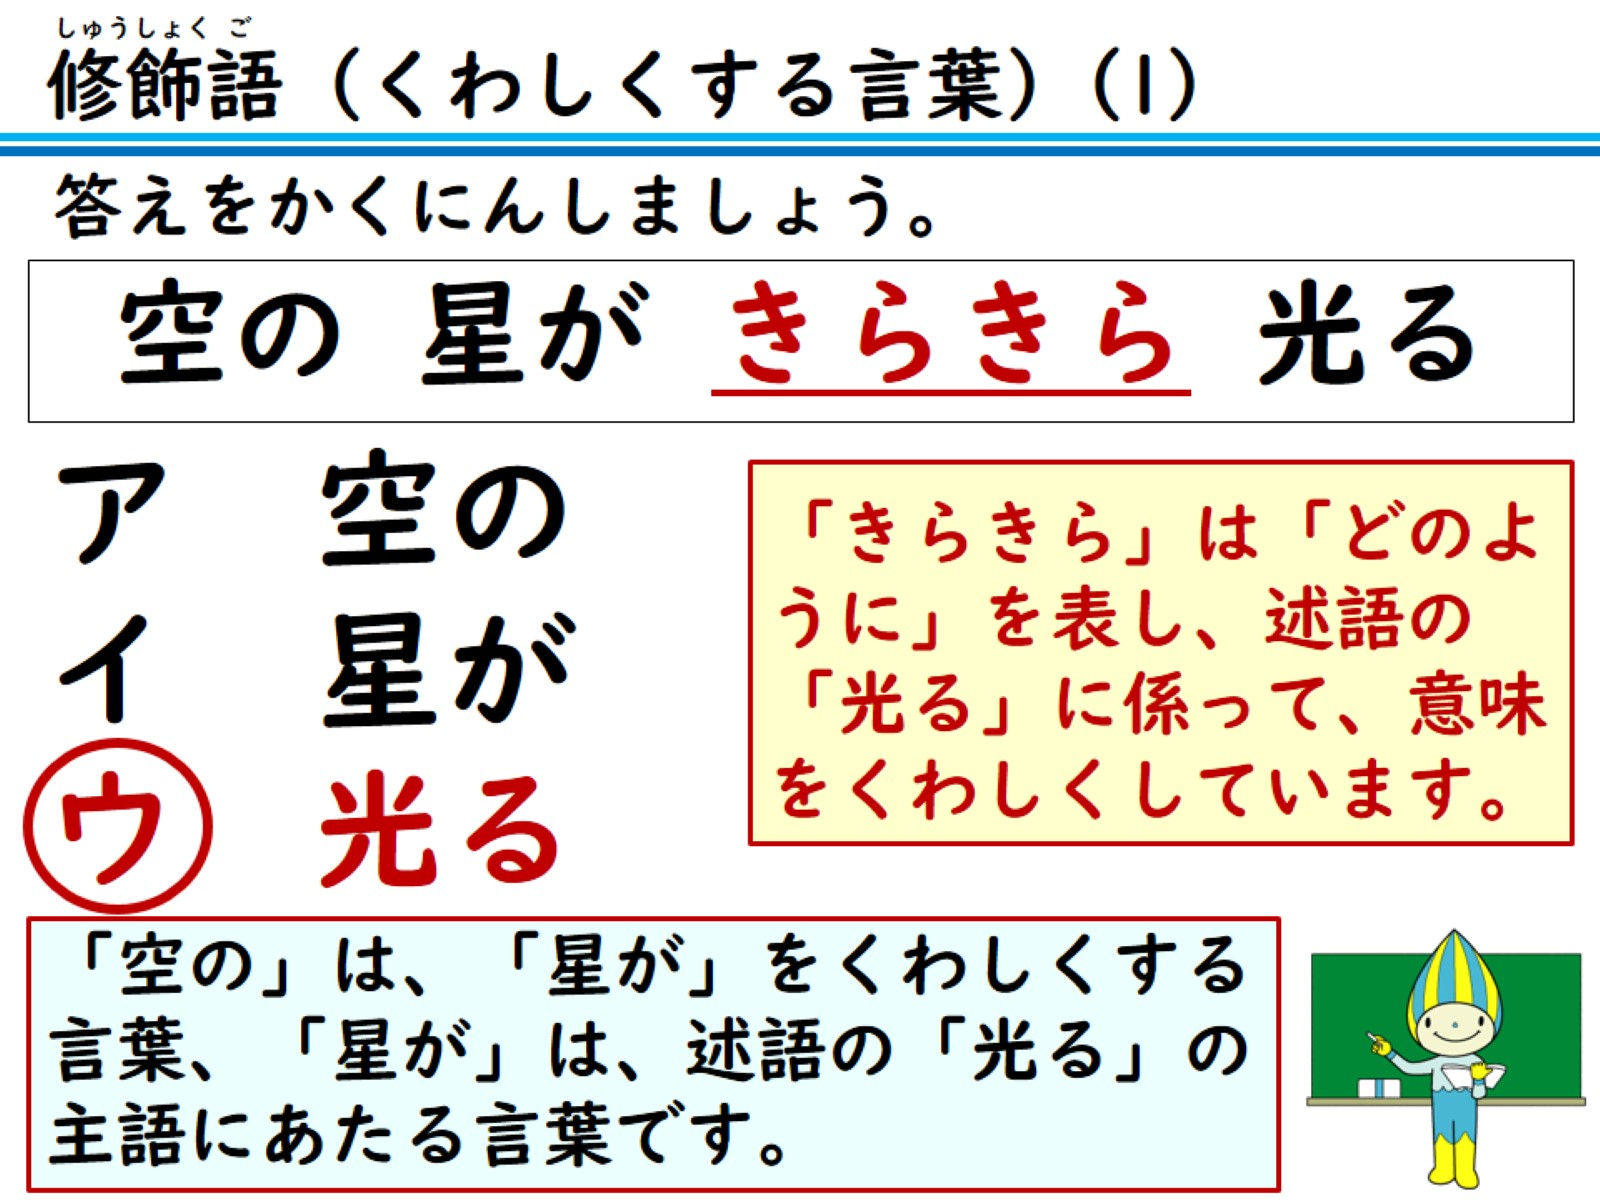 しゅうしょく ご
修飾語（くわしくする言葉）（1）
答えをかくにんしましょう。
空の 星が きらきら 光る
ア 空の
イ 星が
ウ 光る
「きらきら」は「どのよ
うに」を表し、述語の
「光る」に係って、意味
をくわしくしています。
「空の」は、「星が」をくわしくする
言葉、「星が」は、述語の「光る」の
主語にあたる言葉です。